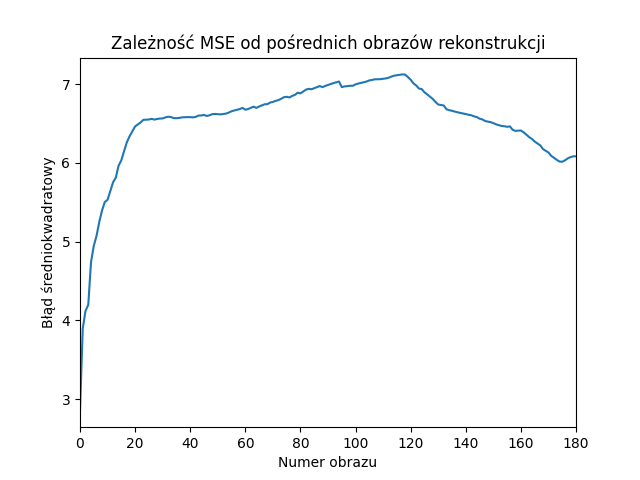 Zależność MSE od pośrednich obrazów rekonstrukcji
7
6
5
4
3
Błąd średniokwadratowy
0 20 40 60 80 100 120 140 160 180
Numer obrazu